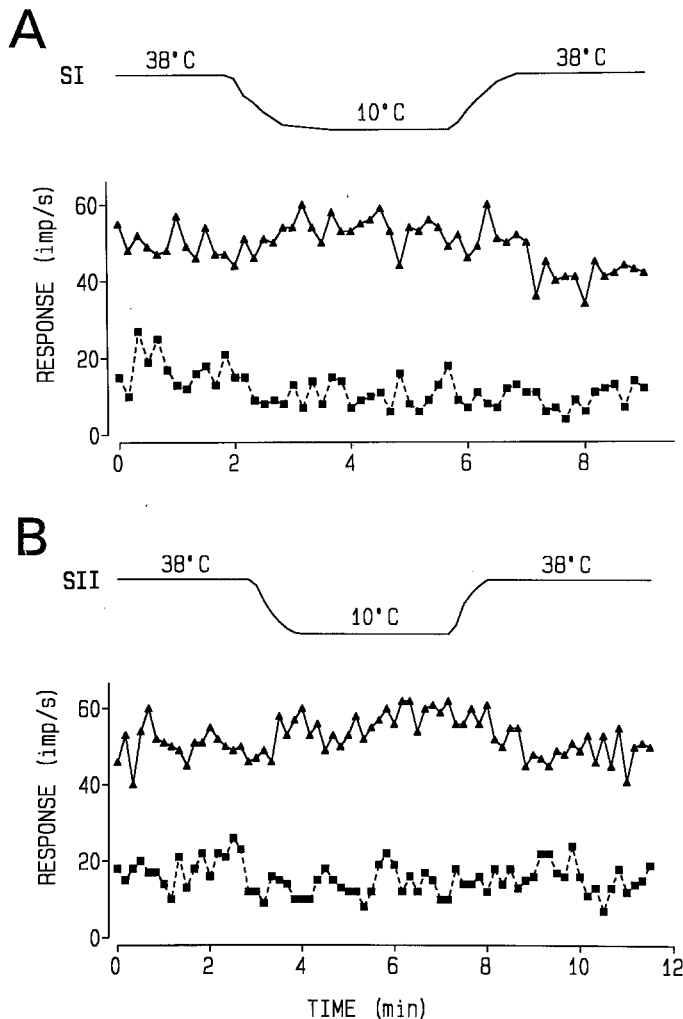 A
38°C 38°C
SI
10°C
RESPONSE (imp/s)
60
40
20
0
0 2 4 6 8
B
38°C 38°C
SII
10°C
RESPONSE (imp/s)
60
40
20
0
0 2 4 6 8 10 12
TIME (min)